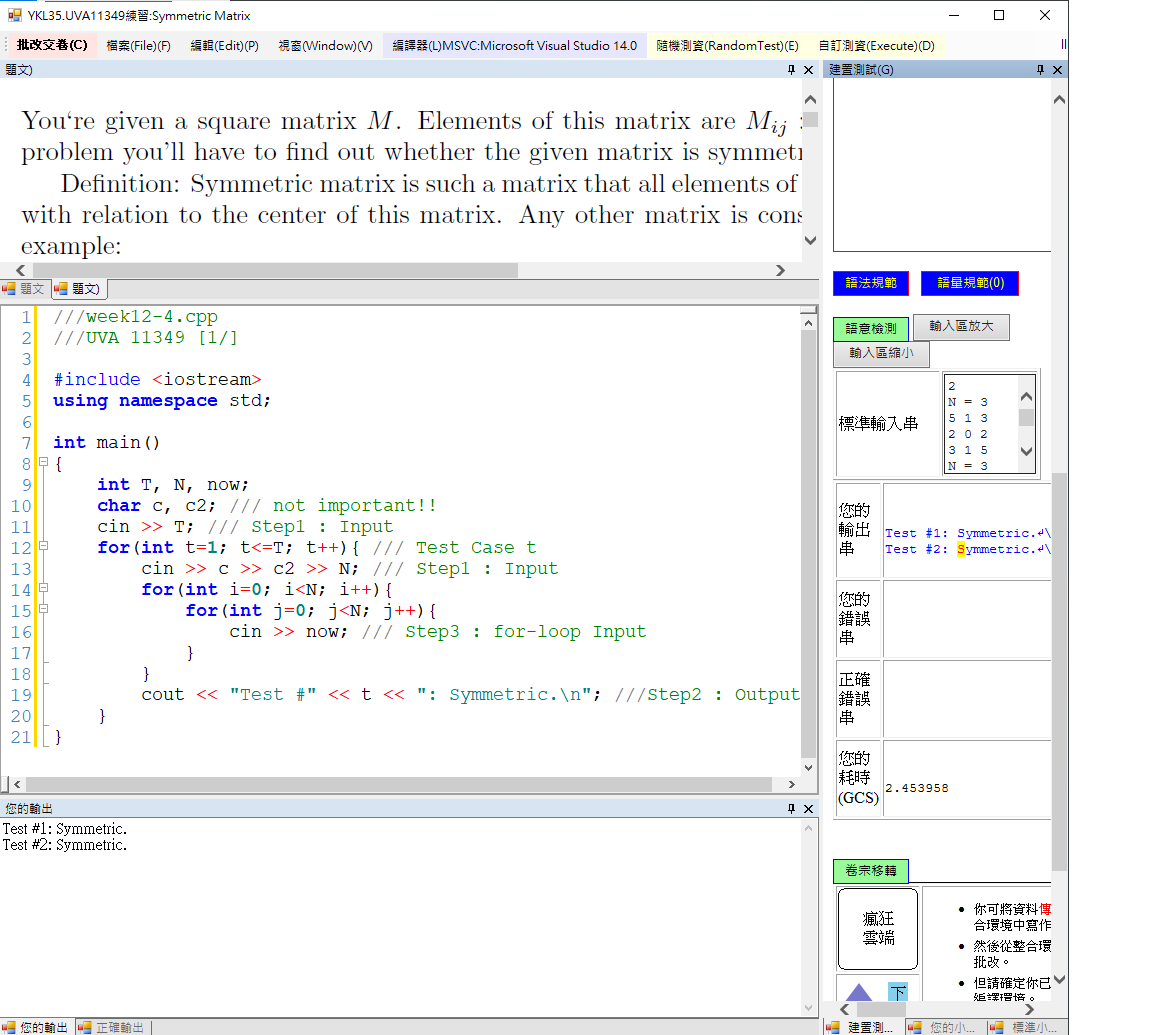 YKL35.UVA11349練習:Symmetric Matrix
批改交卷(C) 檔案(File)(F) 編輯(Edit)(P) 視窗(Window)(V) 編譯器(L)MSVC:Microsoft Visual Studio 14.0 隨機測資(RandomTest)(E) 自訂測資(Execute)(D)
題文)
You‘re given a square matrix M. Elements of this matrix are Mij :
problem you’ll have to find out whether the given matrix is symmetr
Definition: Symmetric matrix is such a matrix that all elements of
with relation to the center of this matrix. Any other matrix is cons
example:
題文 題文)
1 ///week12-4.cpp
2 ///UVA 11349 [1/]
3
4 #include <iostream>
5 using namespace std;
6
7 int main()
8 {
9 int T, N, now;
10 char c, c2; /// not important!!
11 cin >> T; /// Step1 : Input
12 for(int t=1; t<=T; t++){ /// Test Case t
13 cin >> c >> c2 >> N; /// Step1 : Input
14 for(int i=0; i<N; i++){
15 for(int j=0; j<N; j++){
16 cin >> now; /// Step3 : for-loop Input
17 }
18 }
19 cout << "Test #" << t << ": Symmetric.\n"; ///Step2 : Output
20 }
21 }
您的輸出
Test #1: Symmetric.
Test #2: Symmetric.
您的輸出 正確輸出
建置測試(G)
語法規範 語量規範(0)
語意檢測 輸入區放大
輸入區縮小
標準輸入串
2
N = 3
5 1 3
2 0 2
3 1 5
N = 3
您的
輸出
串
Test #1: Symmetric.↲\
Test #2: Symmetric.↲\
您的
錯誤
串
正確
錯誤
串
您的
耗時
(GCS)
2.453958
卷宗移轉
瘋狂
雲端
• 你可將資料傳
合環境中寫作
• 然後從整合環
批改。
• 但請確定你已
編譯環境。
下
建置測... 您的小... 標準小...